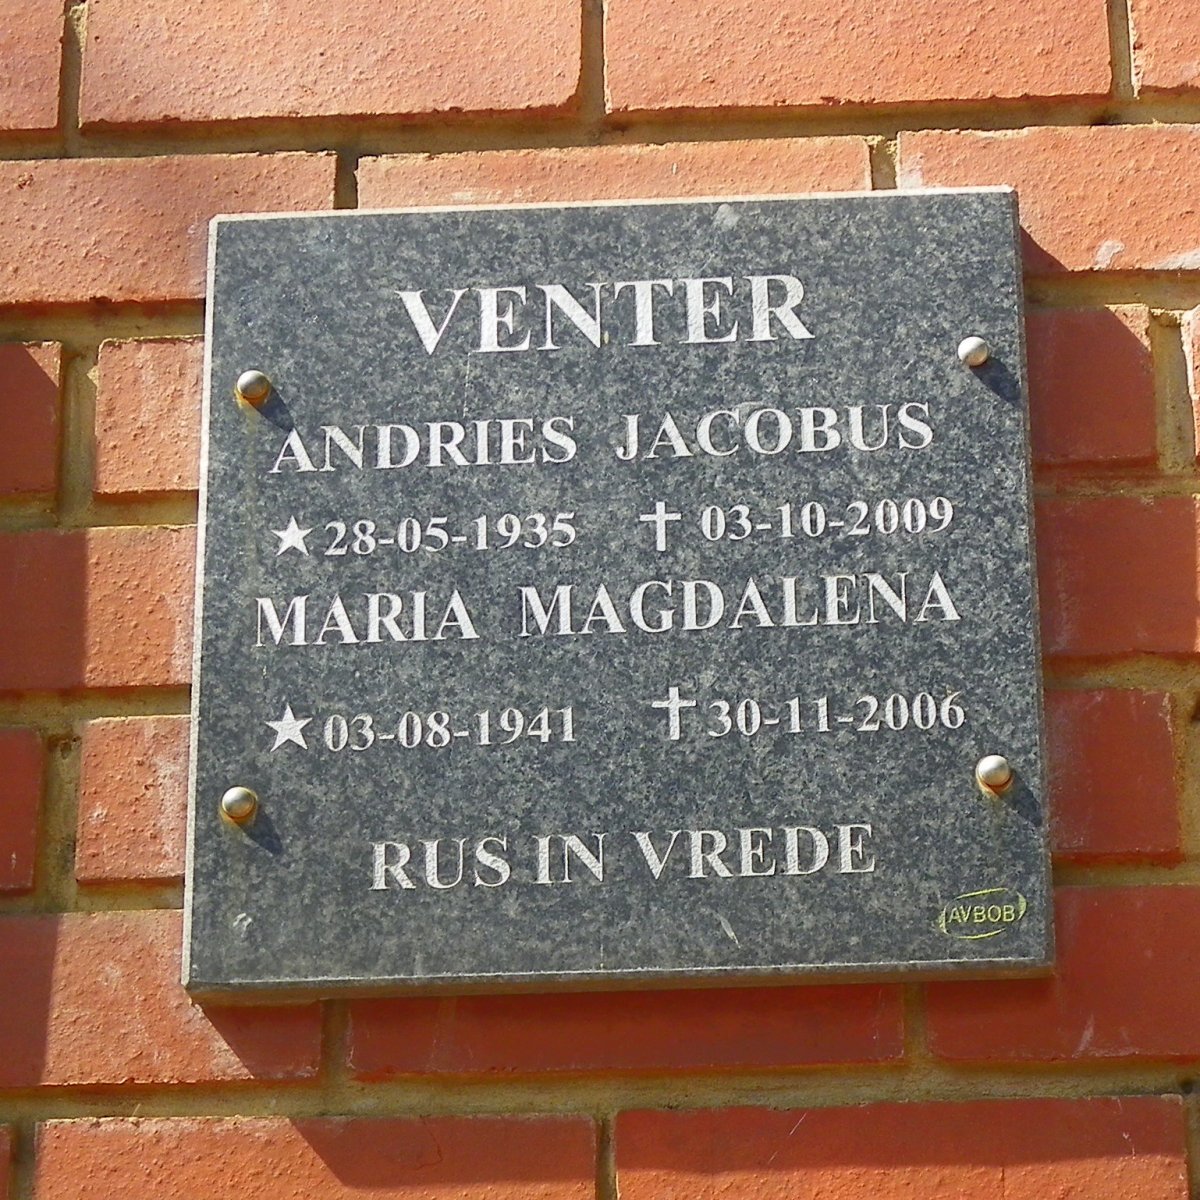 VENTER
ANDRIES JACOBUS
★28-05-1935 ✝ 03-10-2009
MARIA MAGDALENA
★03-08-1941 ✝30-11-2006
RUS IN VREDE
AVBOB